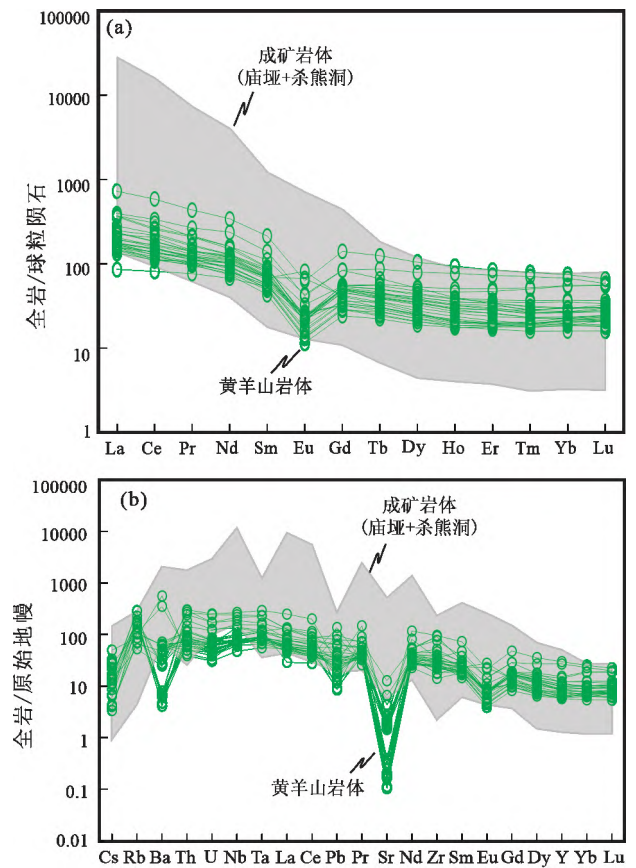 100000
(a)
成矿岩体
(庙垭+杀熊洞)
10000
1000
100
10
1
全岩/球粒陨石
黄羊山岩体
La Ce Pr Nd Sm Eu Gd Tb Dy Ho Er Tm Yb Lu
100000
(b)
成矿岩体
(庙垭+杀熊洞)
10000
1000
100
10
1
0.1
0.01
全岩/原始地幔
黄羊山岩体
Cs Rb Ba Th U Nb Ta La Ce Pb Pr Sr Nd Zr Sm Eu Gd Dy Y Yb Lu